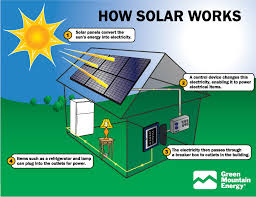 HOW SOLAR WORKS
1
Solar panels convert the
sun's energy into electricity.
2
A control device changes this
electricity, enabling it to power
electrical items.
3
The electricity then passes through
a breaker box to outlets in the building.
4
Items such as a refrigerator and lamp
can plug into the outlets for power.
Green
Mountain
Energy®